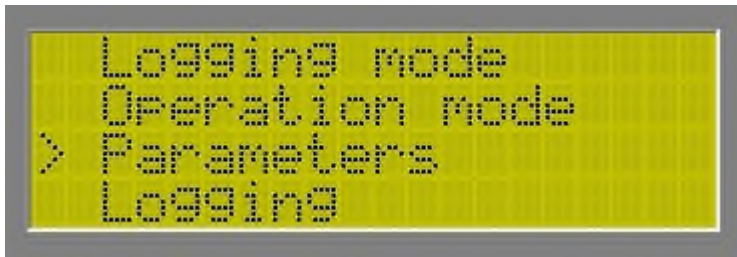 Logging mode
Operation mode
> Parameters
Logging